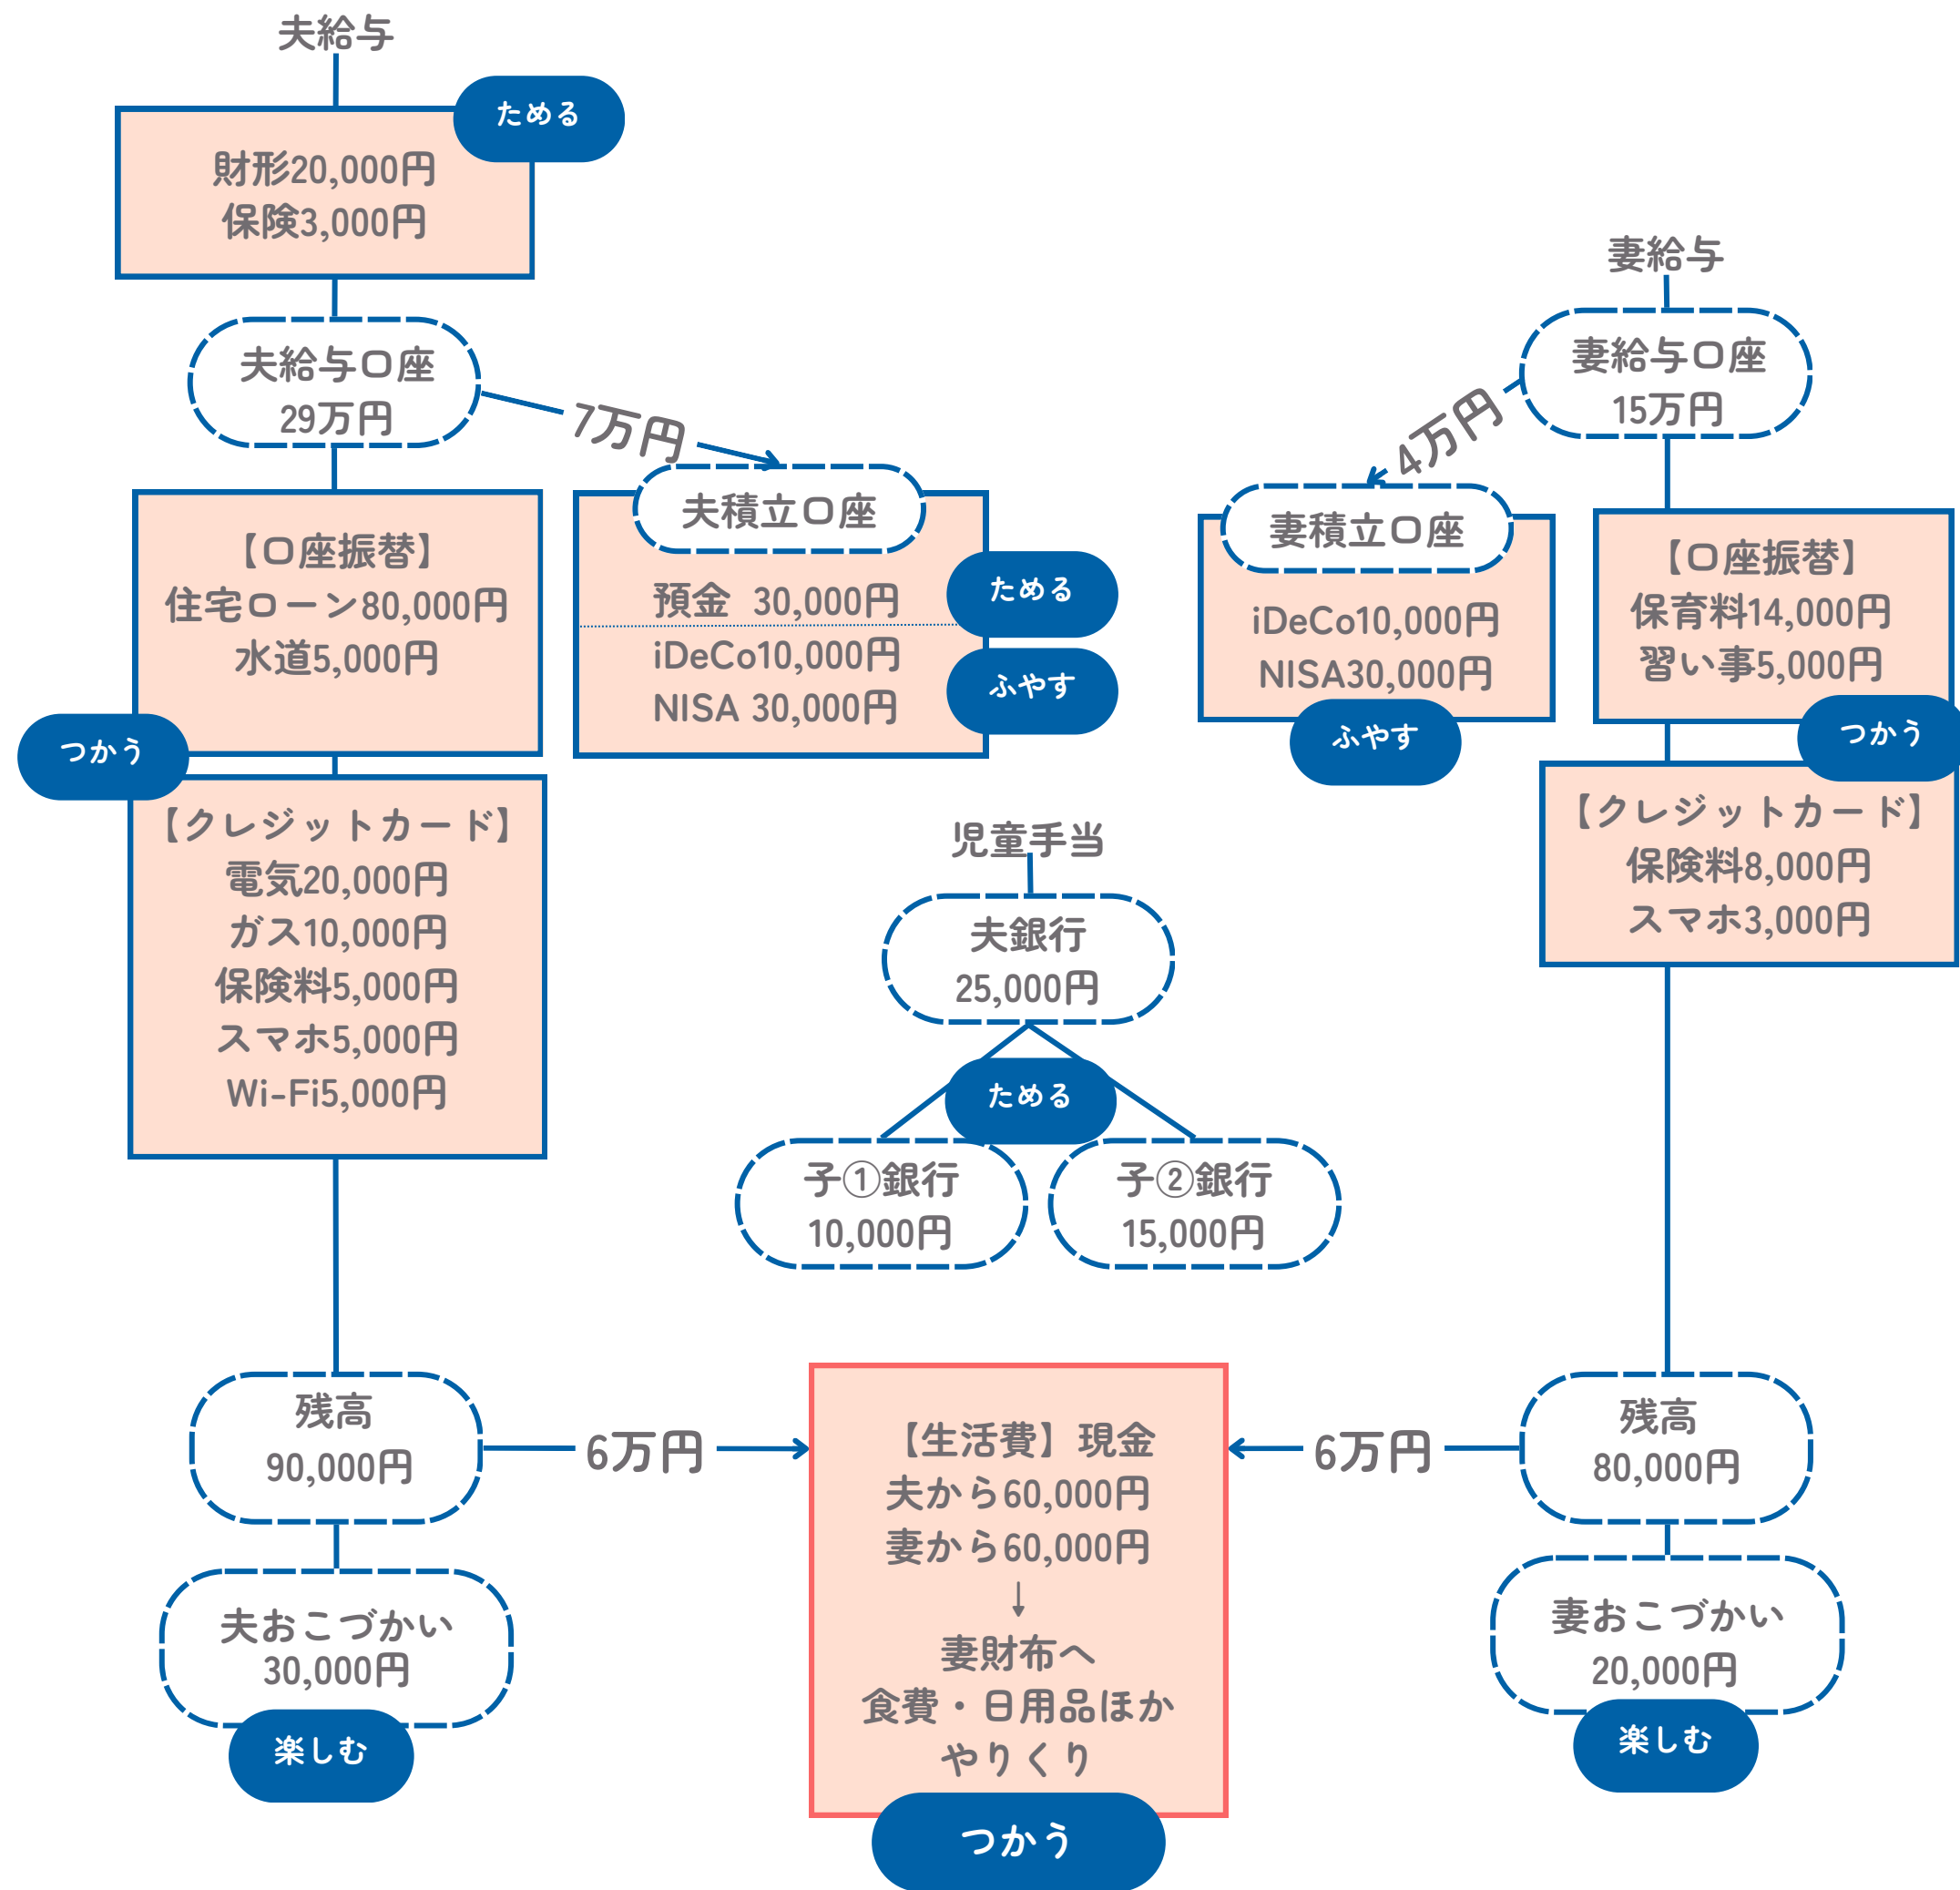 夫給与
ためる
財形20,000円
保険3,000円
夫給与口座
29万円
7万円
【口座振替】
住宅ローン80,000円
水道5,000円
つかう
【クレジットカード】
電気20,000円
ガス10,000円
保険料5,000円
スマホ5,000円
Wi-Fi5,000円
夫積立口座
預金 30,000円
ためる
iDeCo10,000円
NISA 30,000円
ふやす
妻給与
妻給与口座
15万円
4万円
妻積立口座
iDeCo10,000円
NISA30,000円
ふやす
【口座振替】
保育料14,000円
習い事5,000円
つかう
【クレジットカード】
保険料8,000円
スマホ3,000円
児童手当
夫銀行
25,000円
ためる
子①銀行
10,000円
子②銀行
15,000円
残高
90,000円
6万円
夫おこづかい
30,000円
楽しむ
【生活費】現金
夫から60,000円
妻から60,000円
↓
妻財布へ
食費・日用品ほか
やりくり
つかう
6万円
残高
80,000円
妻おこづかい
20,000円
楽しむ